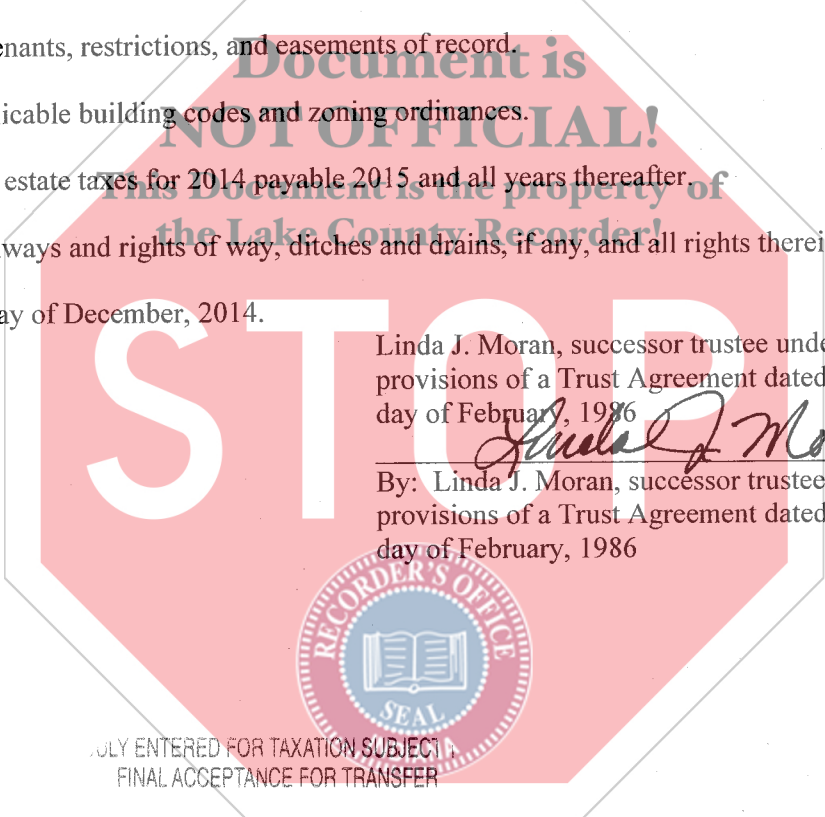 enants, restrictions, and easements of record.
Document is
icable building codes and zoning ordinances.
NOT OFFICIAL!
estate taxes for 2014 payable 2015 and all years thereafter.
This Document is the property of
the Lake County Recorder!
ways and rights of way, ditches and drains, if any, and all rights therei
ay of December, 2014.
STOP
Linda J. Moran, successor trustee unde
provisions of a Trust Agreement dated
day of February, 1986
Linda J Mo
By: Linda J. Moran, successor trustee
provisions of a Trust Agreement dated
day of February, 1986
RECORDER'S OFFICE
SEAL
ULY ENTERED FOR TAXATION SUBJECT
FINAL ACCEPTANCE FOR TRANSFER